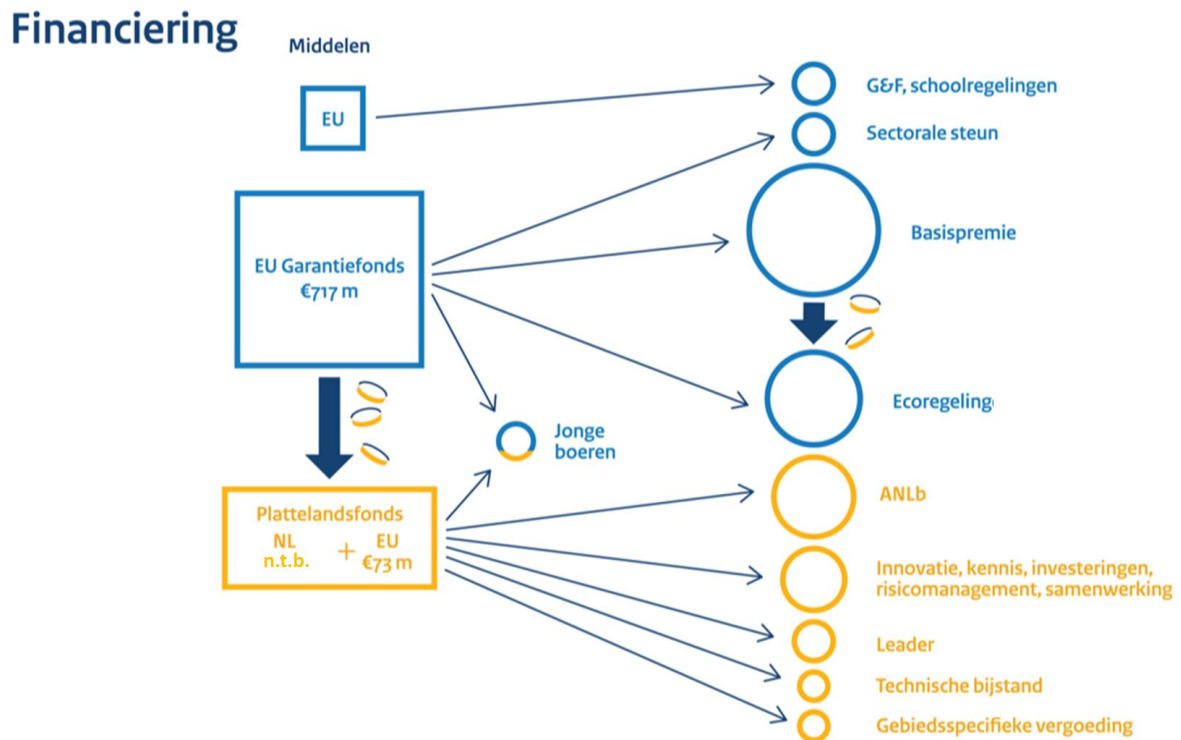 Financiering
Middelen
EU
G&F, schoolregelingen
Sectorale steun
Basispremie
EU Garantiefonds
€717 m
Ecoregeling
Jonge
boeren
Plattelandsfonds
NL + EU
n.t.b. €73 m
ANLb
Innovatie, kennis, investeringen,
risicomanagement, samenwerking
Leader
Technische bijstand
Gebiedsspecifieke vergoeding